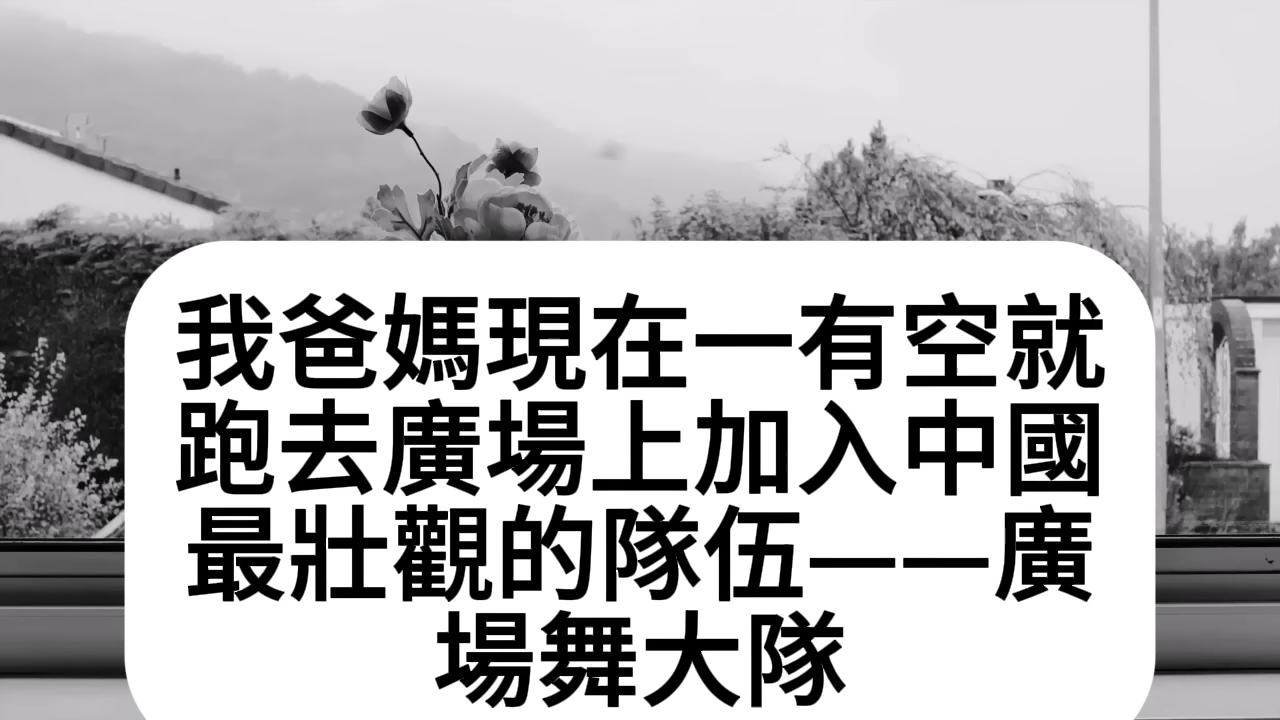 我爸媽現在一有空就
跑去廣場上加入中國
最壯觀的隊伍——廣
場舞大隊